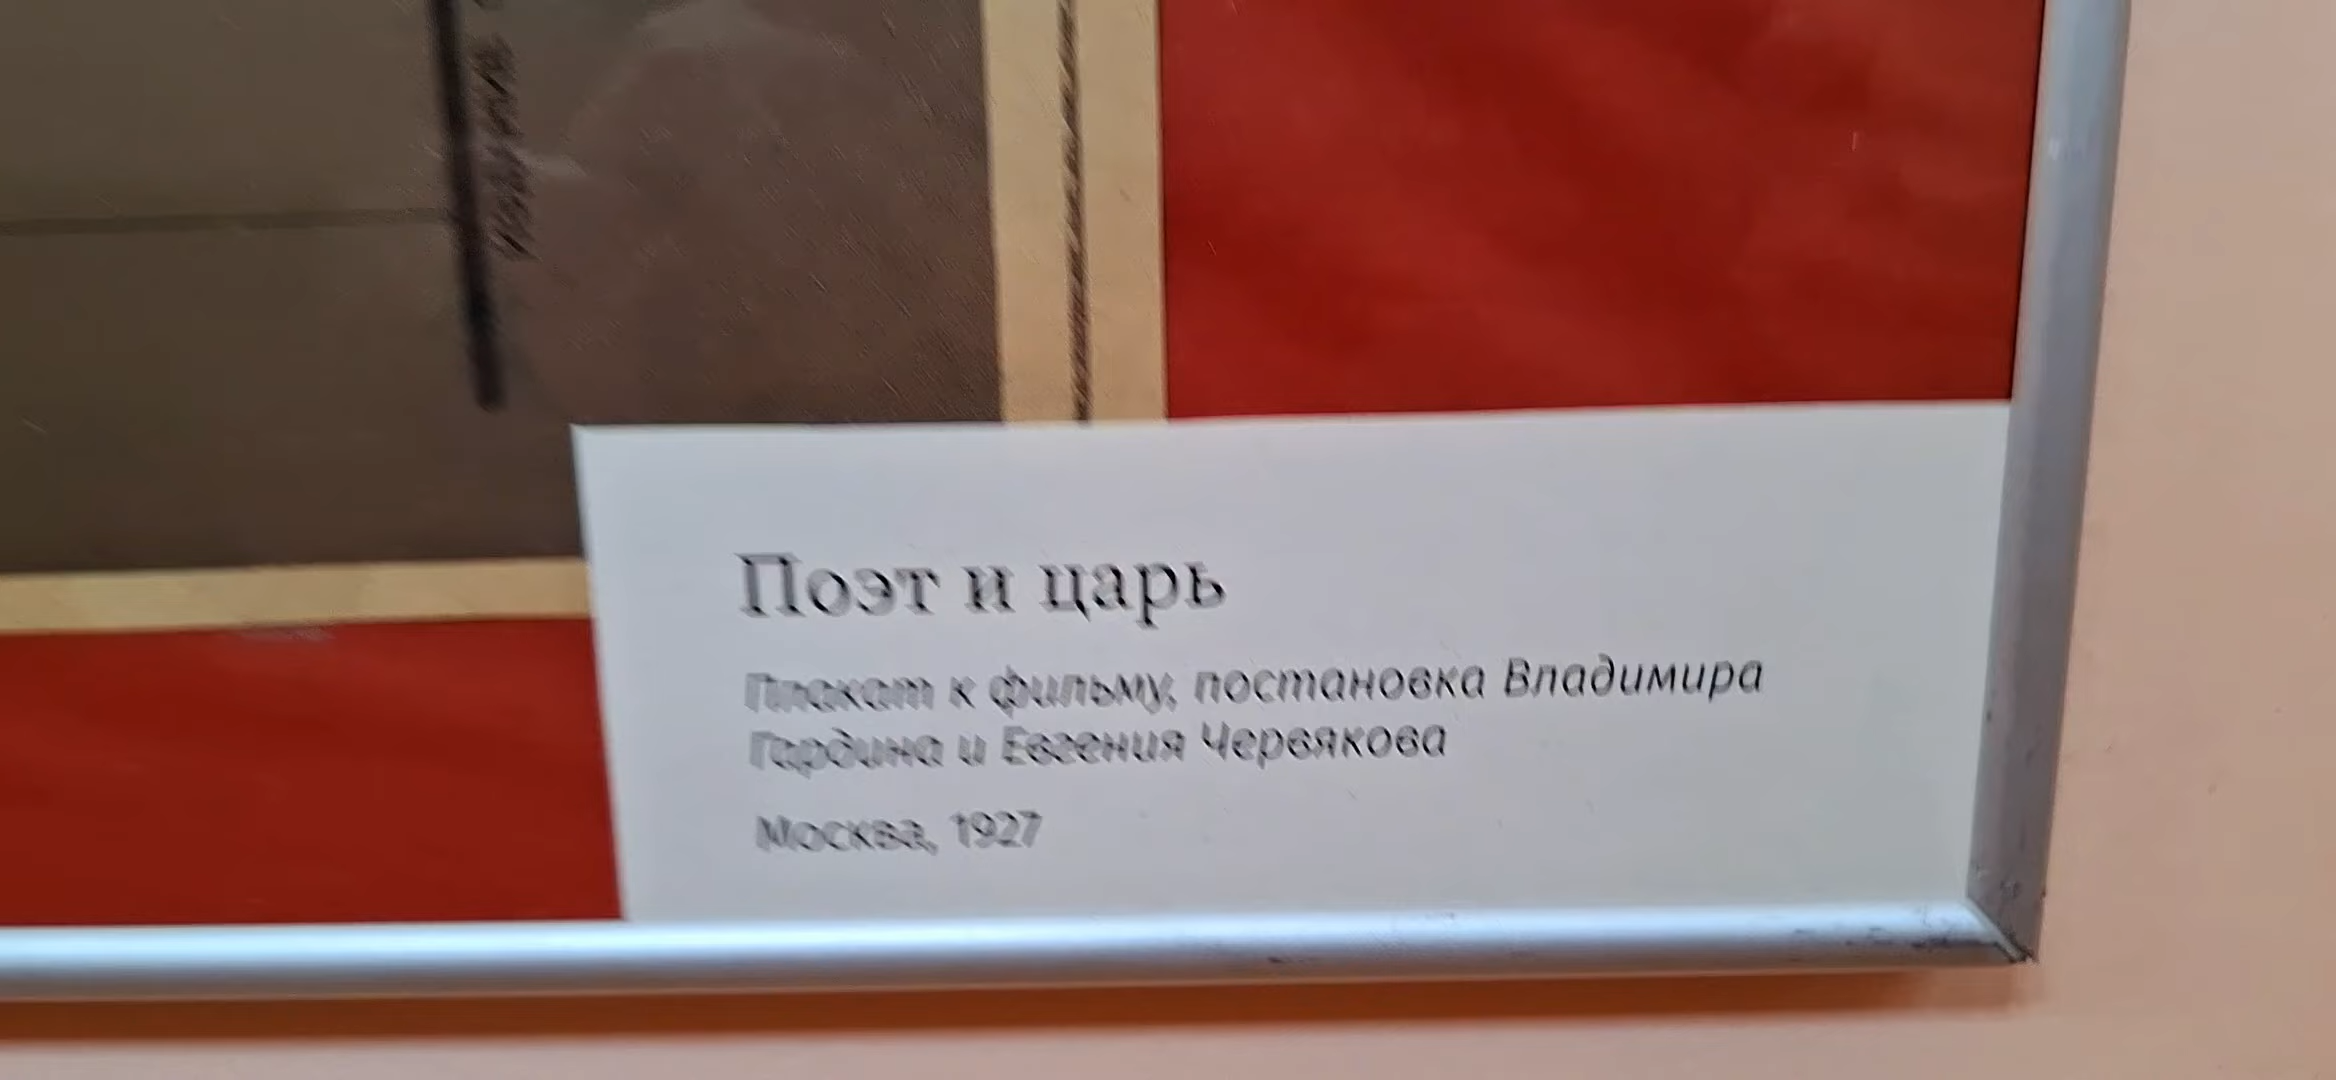 Поэт и царь
Плакат к фильму, постановка Владимира
Гардина и Евгения Червякова
Москва, 1927